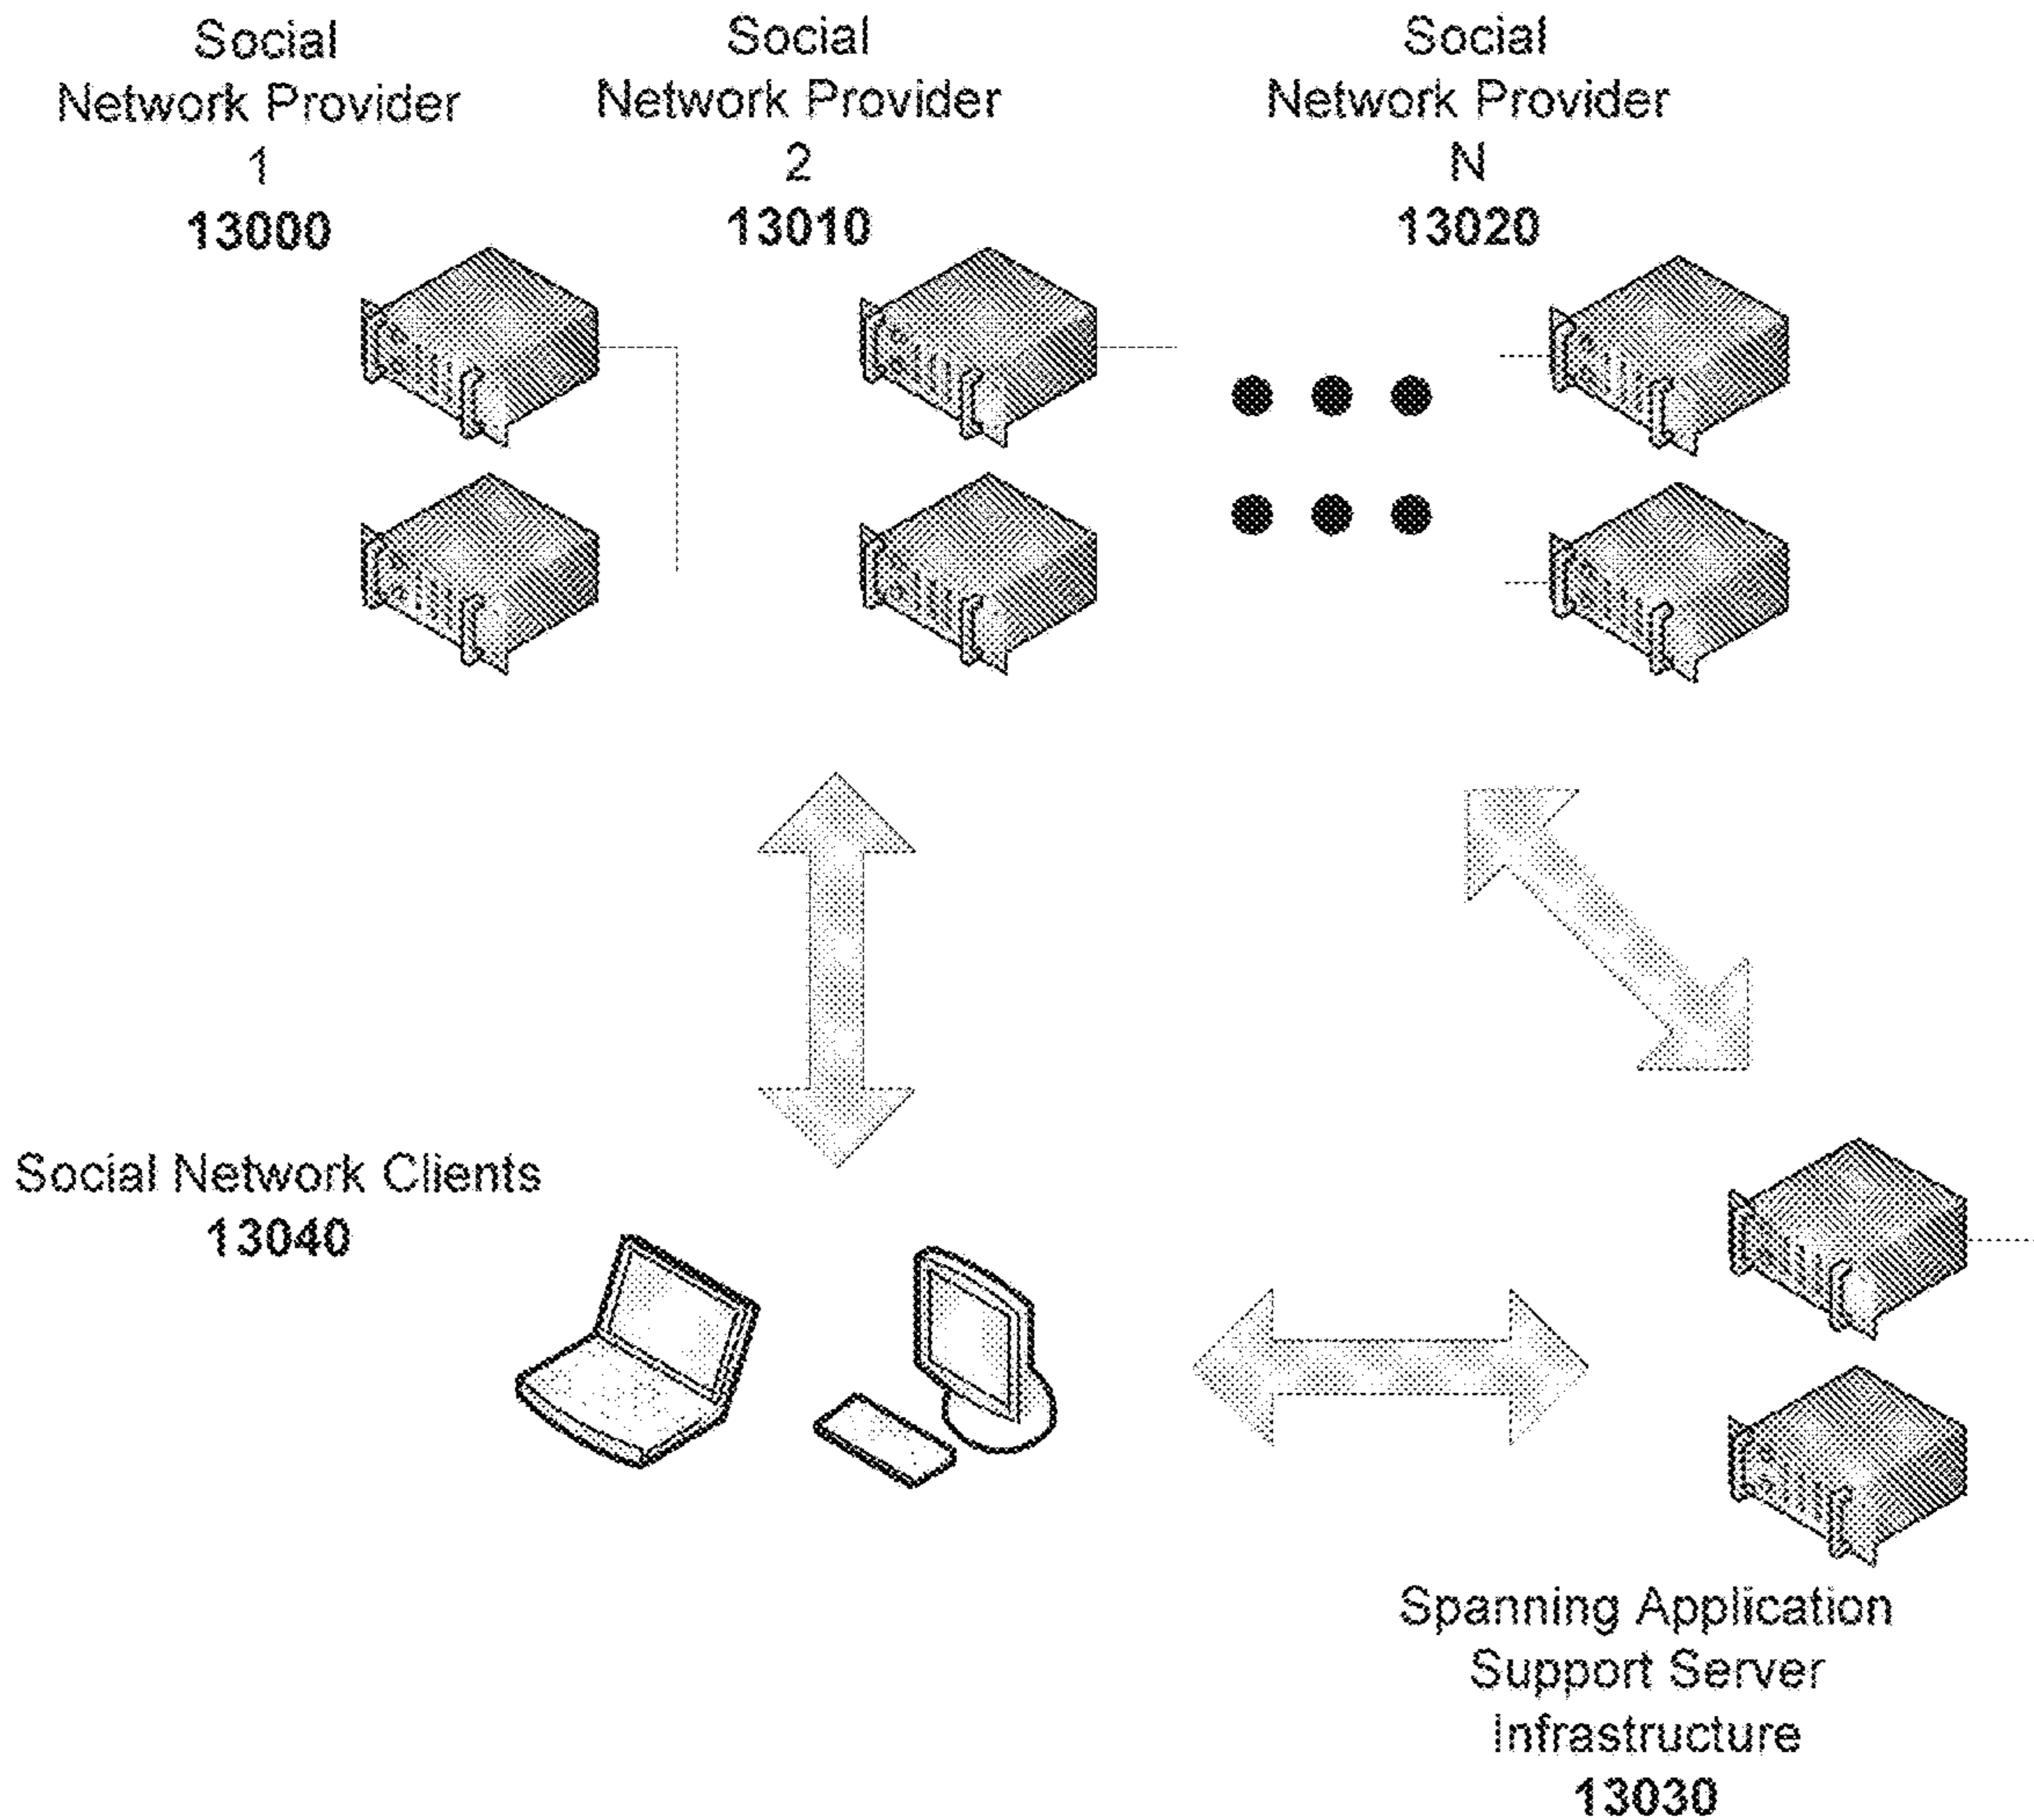 Social
Network Provider
1
13000
Social
Network Provider
2
13010
Social
Network Provider
N
13020
Social Network Clients
13040
Spanning Application
Support Server
Infrastructure
13030